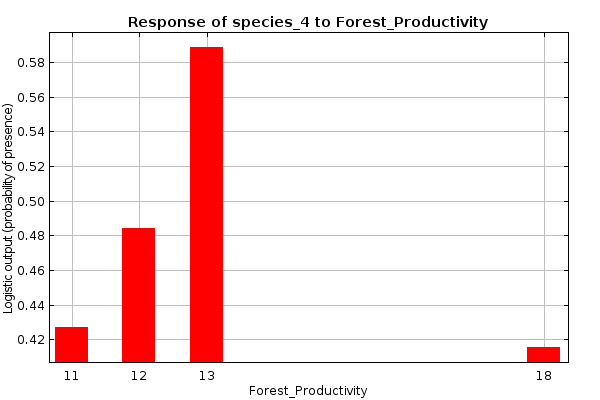 Response of species_4 to Forest_Productivity
Logistic output (probability of presence)
0.58
0.56
0.54
0.52
0.50
0.48
0.46
0.44
0.42
11 12 13 18
Forest_Productivity